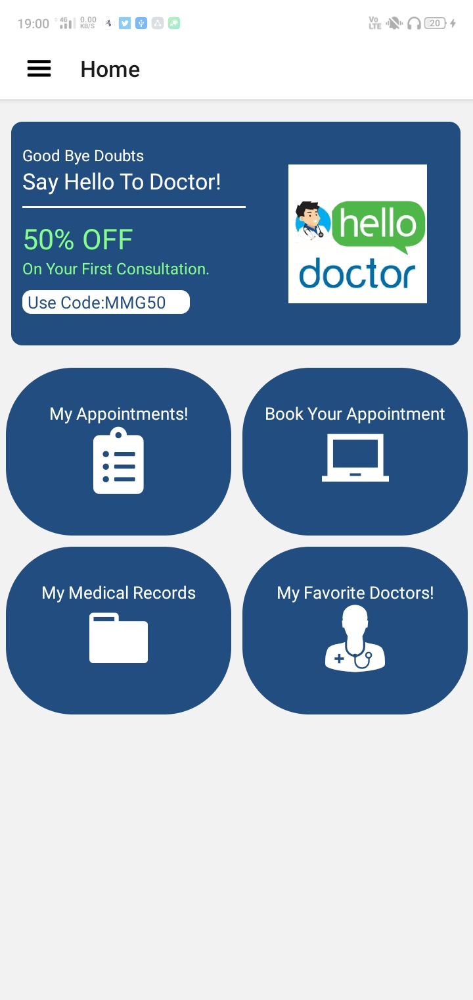 19:00 4G 0.00 KB/S Vo LTE 20
Home
Good Bye Doubts
Say Hello To Doctor!
50% OFF
On Your First Consultation.
Use Code:MMG50
hello
doctor
My Appointments!
Book Your Appointment
My Medical Records
My Favorite Doctors!